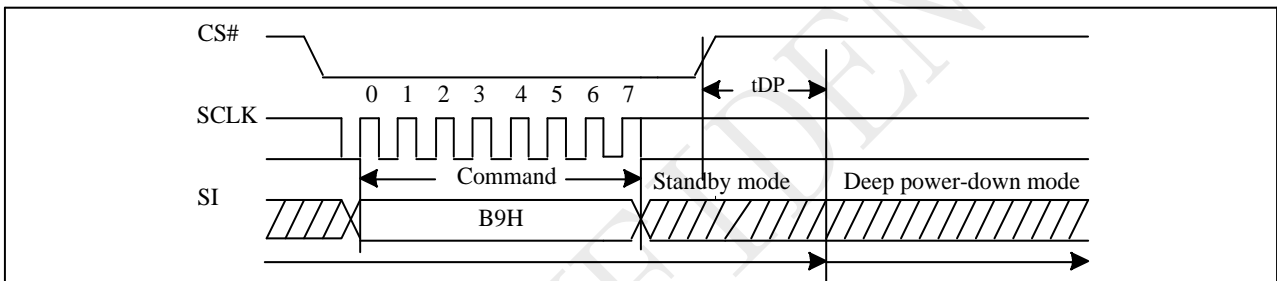 CS#
tDP
0 1 2 3 4 5 6 7
SCLK
Command
Standby mode
Deep power-down mode
SI
B9H